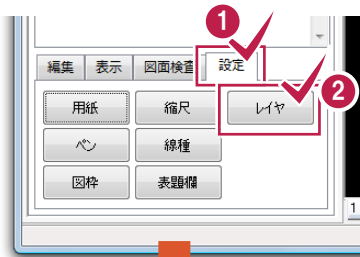 1
編集 表示 図面検査 設定
2
用紙 縮尺 レイヤ
ペン 線種
図枠 表題欄
1